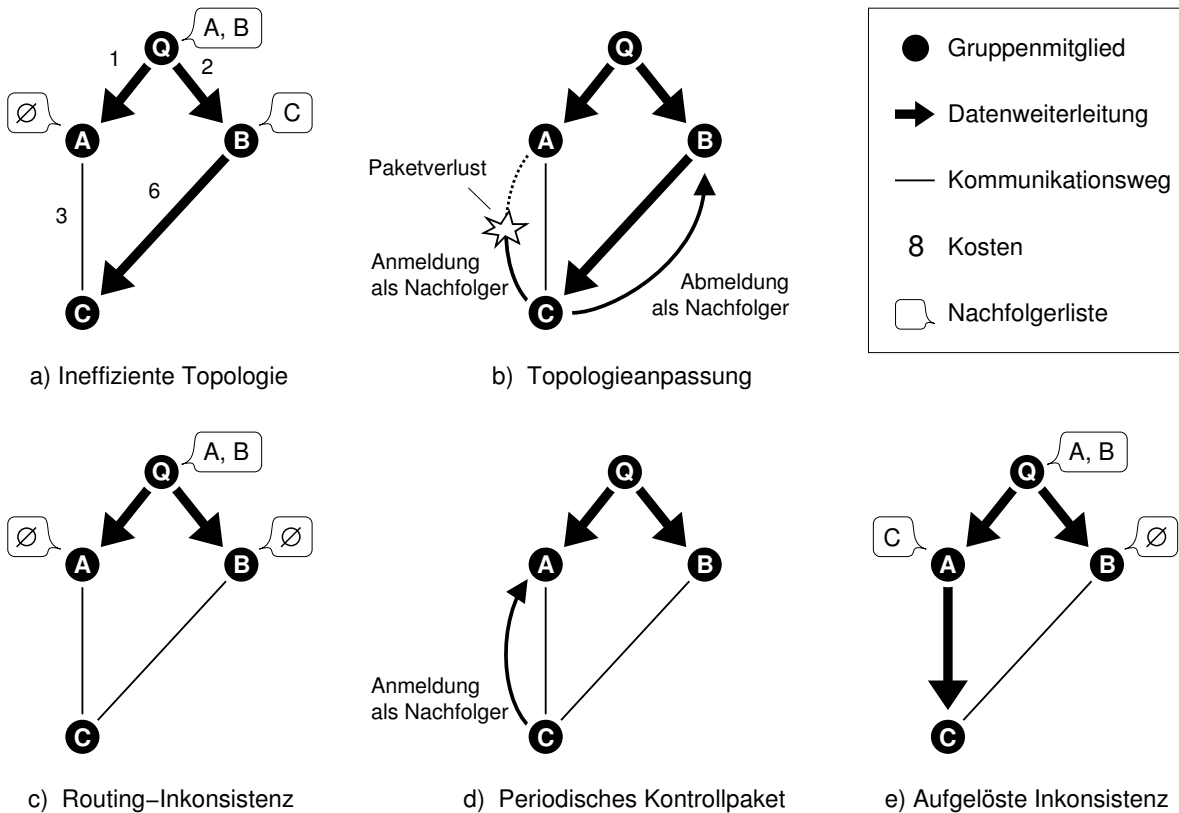 Q
A, B
1
2
∅
A
B
C
6
3
C
a) Ineffiziente Topologie
Q
A
B
Paketverlust
Anmeldung
als Nachfolger
Abmeldung
als Nachfolger
C
b) Topologieanpassung
Gruppenmitglied
Datenweiterleitung
Kommunikationsweg
8 Kosten
Nachfolgerliste
Q
A, B
∅
A
B
∅
C
c) Routing−Inkonsistenz
Q
A
B
Anmeldung
als Nachfolger
C
d) Periodisches Kontrollpaket
Q
A, B
C
A
B
∅
C
e) Aufgelöste Inkonsistenz